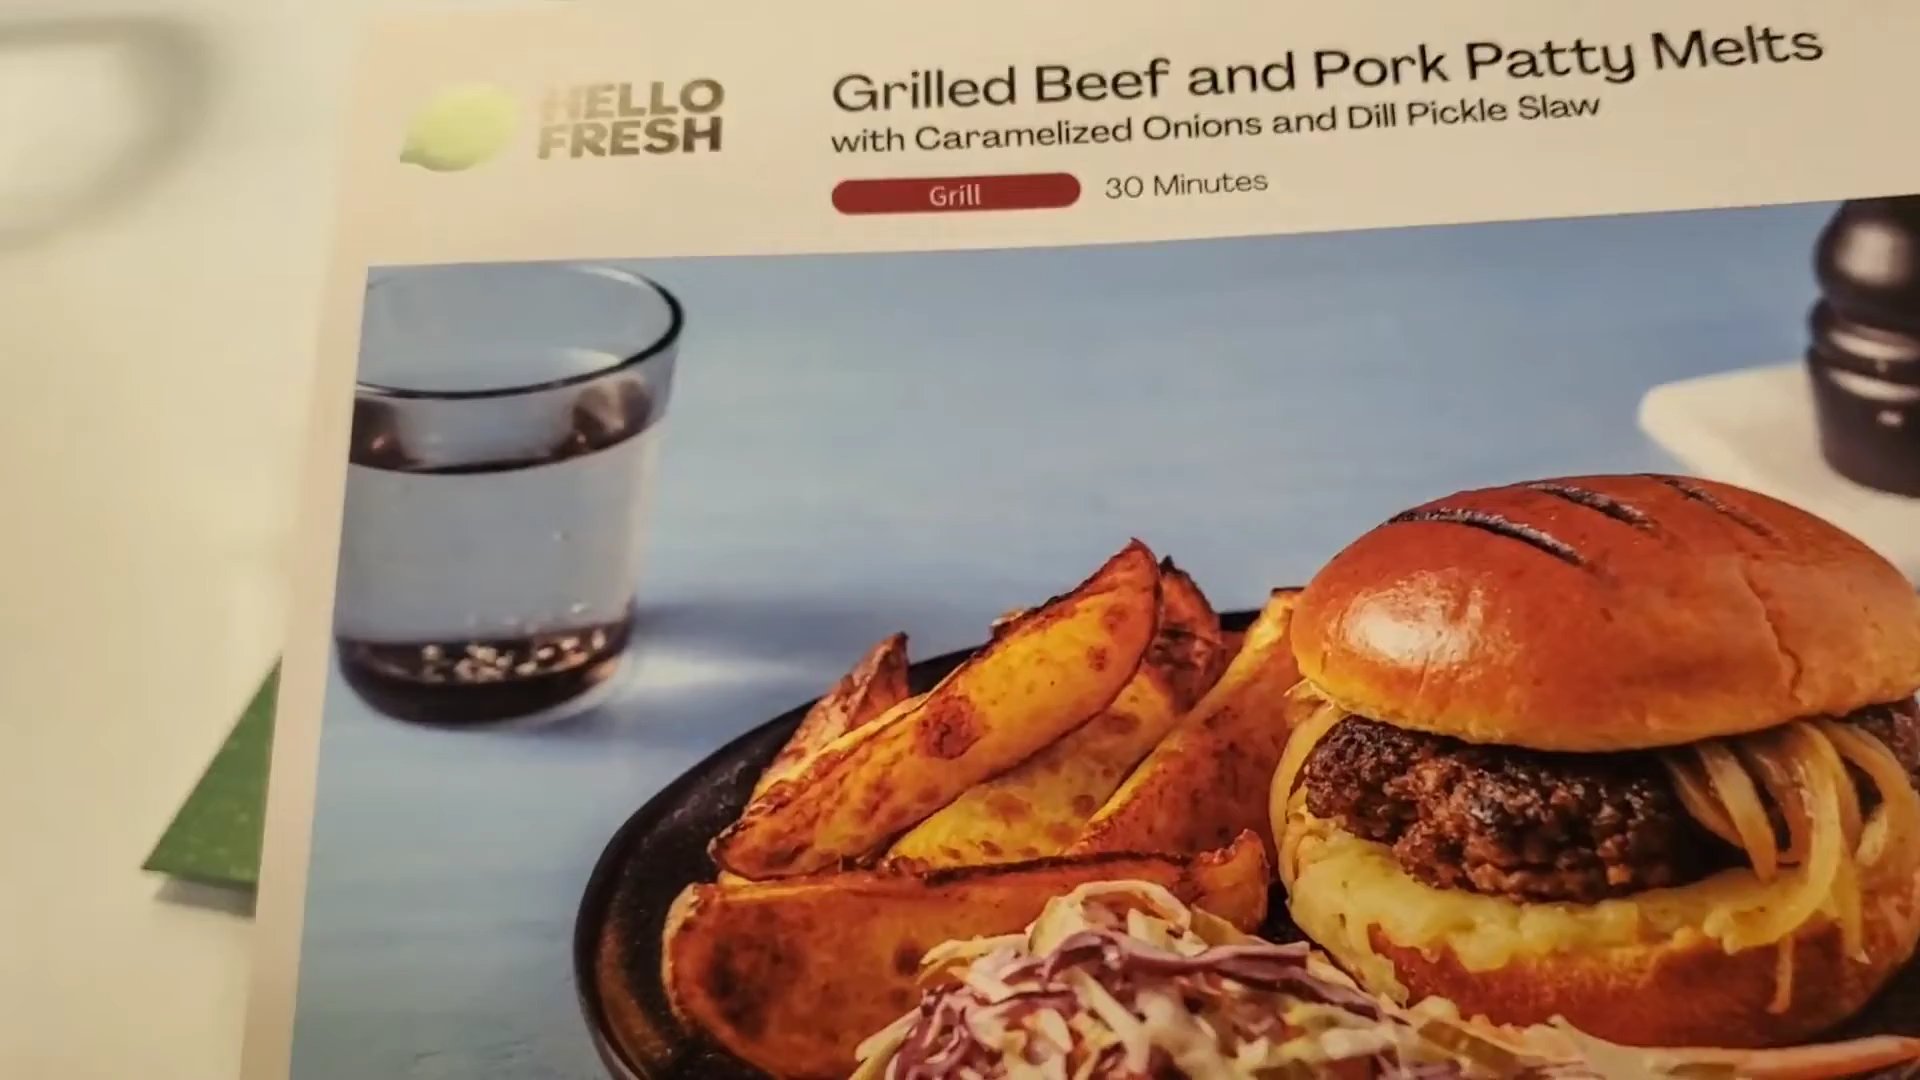 HELLO
FRESH
Grilled Beef and Pork Patty Melts
with Caramelized Onions and Dill Pickle Slaw
Grill
30 Minutes